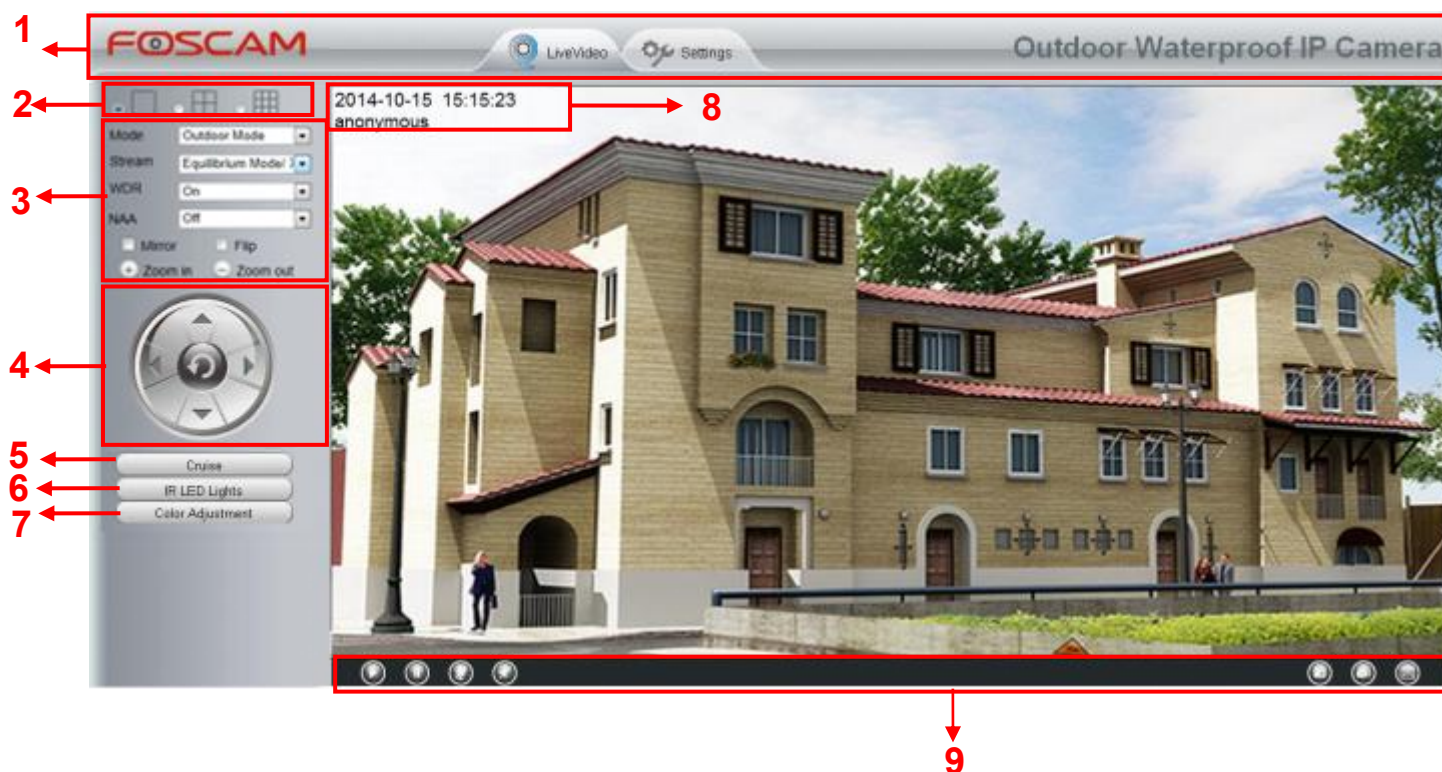 1
FOSCAM
LiveVideo
Settings
Outdoor Waterproof IP Camera
2
2014-10-15 15:15:23
anonymous
8
3
Mode
Outdoor Mode
Stream
Equilibrium Mode/
WDR
On
NAA
Off
Mirror
Flip
Zoom in
Zoom out
4
5
Cruise
6
IR LED Lights
7
Color Adjustment
9